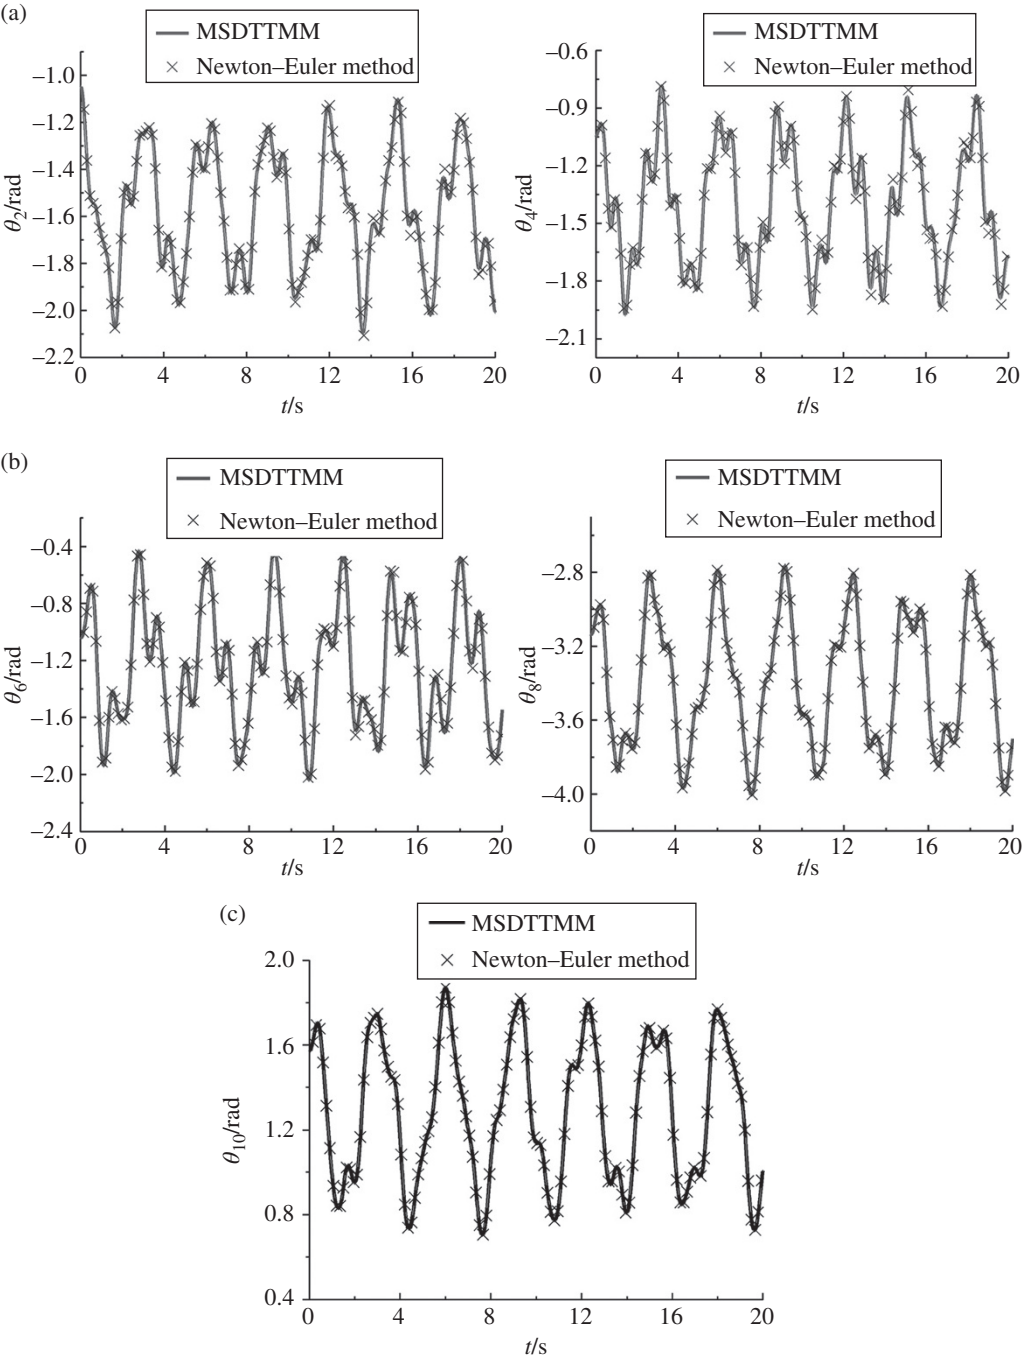 (a)
MSDTTMM
Newton–Euler method
−1.0
−1.2
−1.4
−1.6
−1.8
−2.0
−2.2
θ2/rad
0 4 8 12 16 20
t/s
MSDTTMM
Newton–Euler method
−0.6
−0.9
−1.2
−1.5
−1.8
−2.1
θ4/rad
0 4 8 12 16 20
t/s
(b)
MSDTTMM
Newton–Euler method
−0.4
−0.8
−1.2
−1.6
−2.0
−2.4
θ6/rad
0 4 8 12 16 20
t/s
MSDTTMM
Newton–Euler method
−2.8
−3.2
−3.6
−4.0
θ8/rad
0 4 8 12 16 20
t/s
(c)
MSDTTMM
Newton–Euler method
2.0
1.6
1.2
0.8
0.4
θ10/rad
0 4 8 12 16 20
t/s